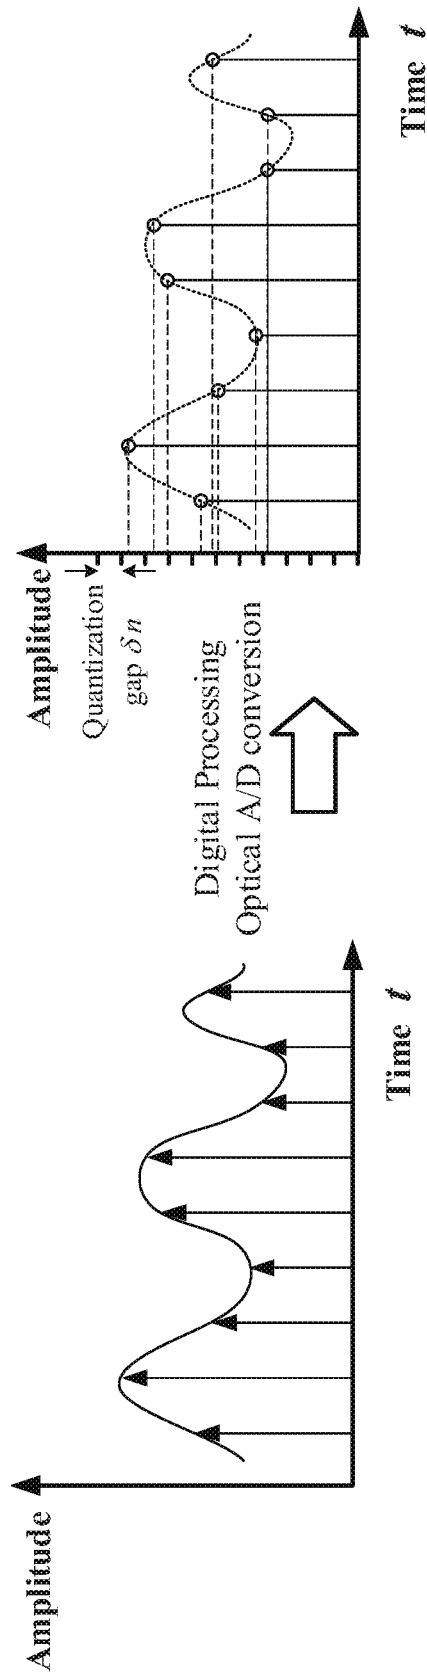 Amplitude
Time t
Digital Processing
Optical A/D conversion
Amplitude
Quantization
gap δn
Time t